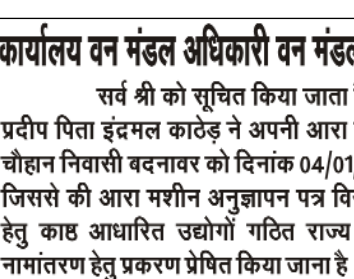 कार्यालय वन मंडल अधिकारी वन मंडल
सर्व श्री को सूचित किया जाता
प्रदीप पिता इंद्रमल काठेड़ ने अपनी आरा
चौहान निवासी बदनावर को दिनांक 04/01
जिससे की आरा मशीन अनुज्ञापन पत्र वि
हेतु काष्ठ आधारित उद्योगों गठित राज्य
नामांतरण हेतु प्रकरण प्रेषित किया जाना है